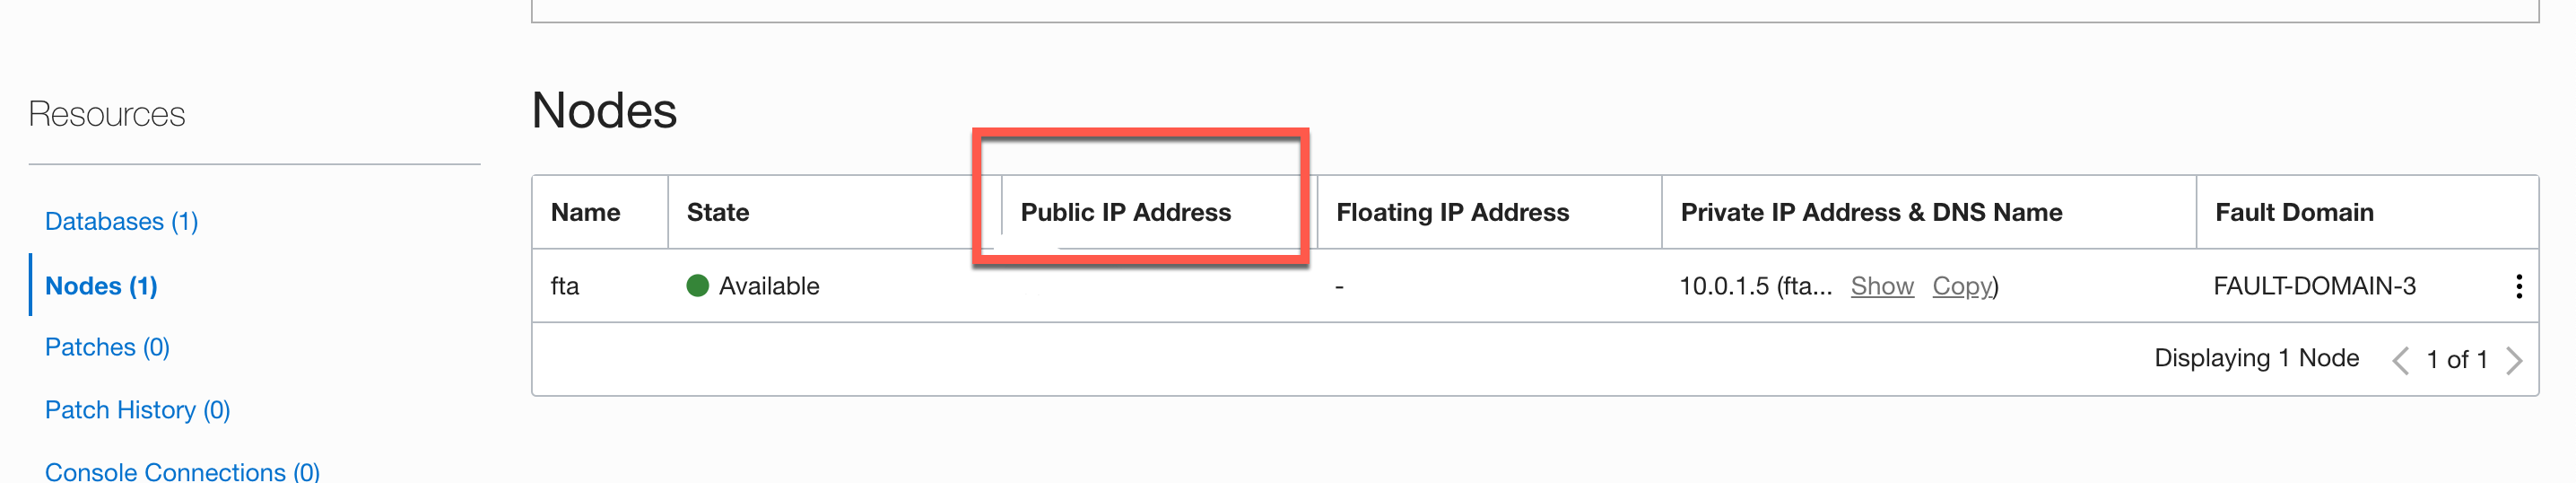 Resources
Databases (1)
Nodes (1)
Patches (0)
Patch History (0)
Console Connections (0)
Nodes
Name State Public IP Address Floating IP Address Private IP Address & DNS Name Fault Domain
fta Available - 10.0.1.5 (fta... Show Copy) FAULT-DOMAIN-3
Displaying 1 Node 1 of 1